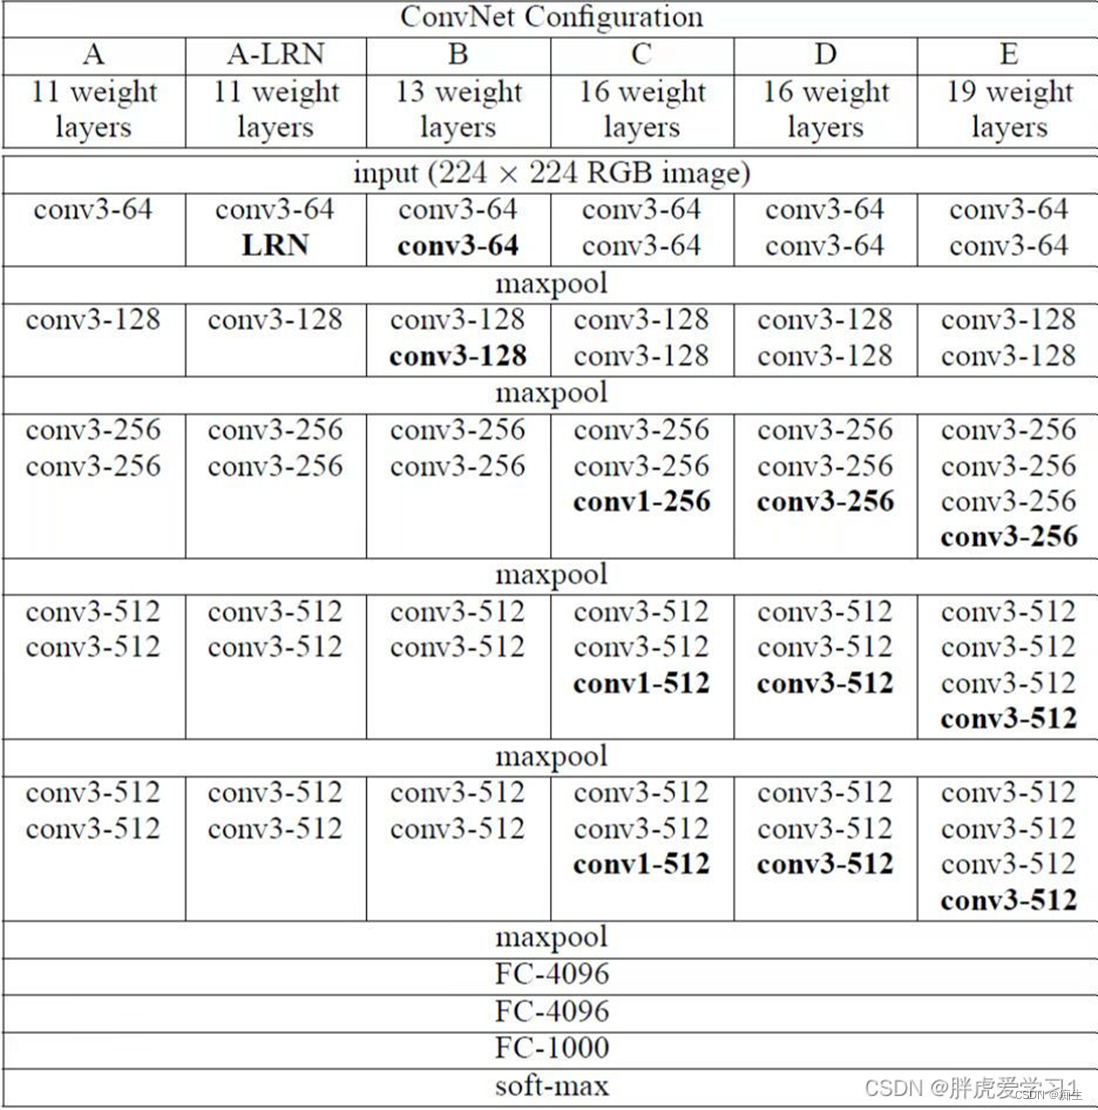 ConvNet Configuration
A A-LRN B C D E
11 weight layers 11 weight layers 13 weight layers 16 weight layers 16 weight layers 19 weight layers
input (224 × 224 RGB image)
conv3-64 conv3-64 conv3-64 conv3-64 conv3-64 conv3-64
LRN conv3-64 conv3-64 conv3-64 conv3-64
maxpool
conv3-128 conv3-128 conv3-128 conv3-128 conv3-128 conv3-128
conv3-128 conv3-128 conv3-128 conv3-128
maxpool
conv3-256 conv3-256 conv3-256 conv3-256 conv3-256 conv3-256
conv3-256 conv3-256 conv3-256 conv3-256 conv3-256 conv3-256
conv1-256 conv3-256 conv3-256
conv3-256
maxpool
conv3-512 conv3-512 conv3-512 conv3-512 conv3-512 conv3-512
conv3-512 conv3-512 conv3-512 conv3-512 conv3-512 conv3-512
conv1-512 conv3-512 conv3-512
conv3-512
maxpool
conv3-512 conv3-512 conv3-512 conv3-512 conv3-512 conv3-512
conv3-512 conv3-512 conv3-512 conv3-512 conv3-512 conv3-512
conv1-512 conv3-512 conv3-512
conv3-512
maxpool
FC-4096
FC-4096
FC-1000
soft-max
CSDN @胖虎爱学习1
CSDN @痴生